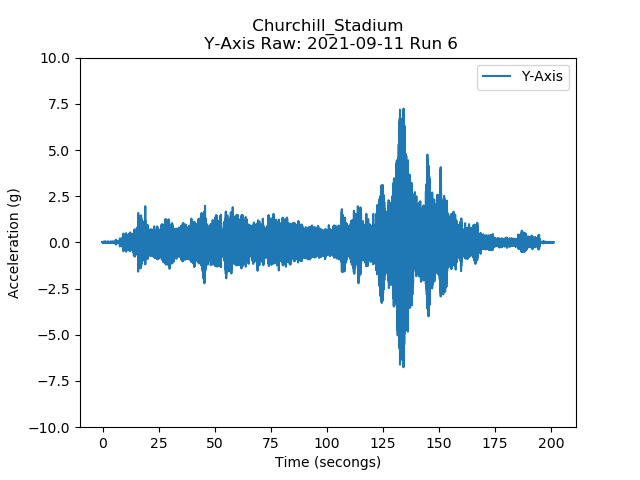 Churchill_Stadium
Y-Axis Raw: 2021-09-11 Run 6
Y-Axis
10.0
7.5
5.0
2.5
0.0
−2.5
−5.0
−7.5
−10.0
Acceleration (g)
0 25 50 75 100 125 150 175 200
Time (secongs)